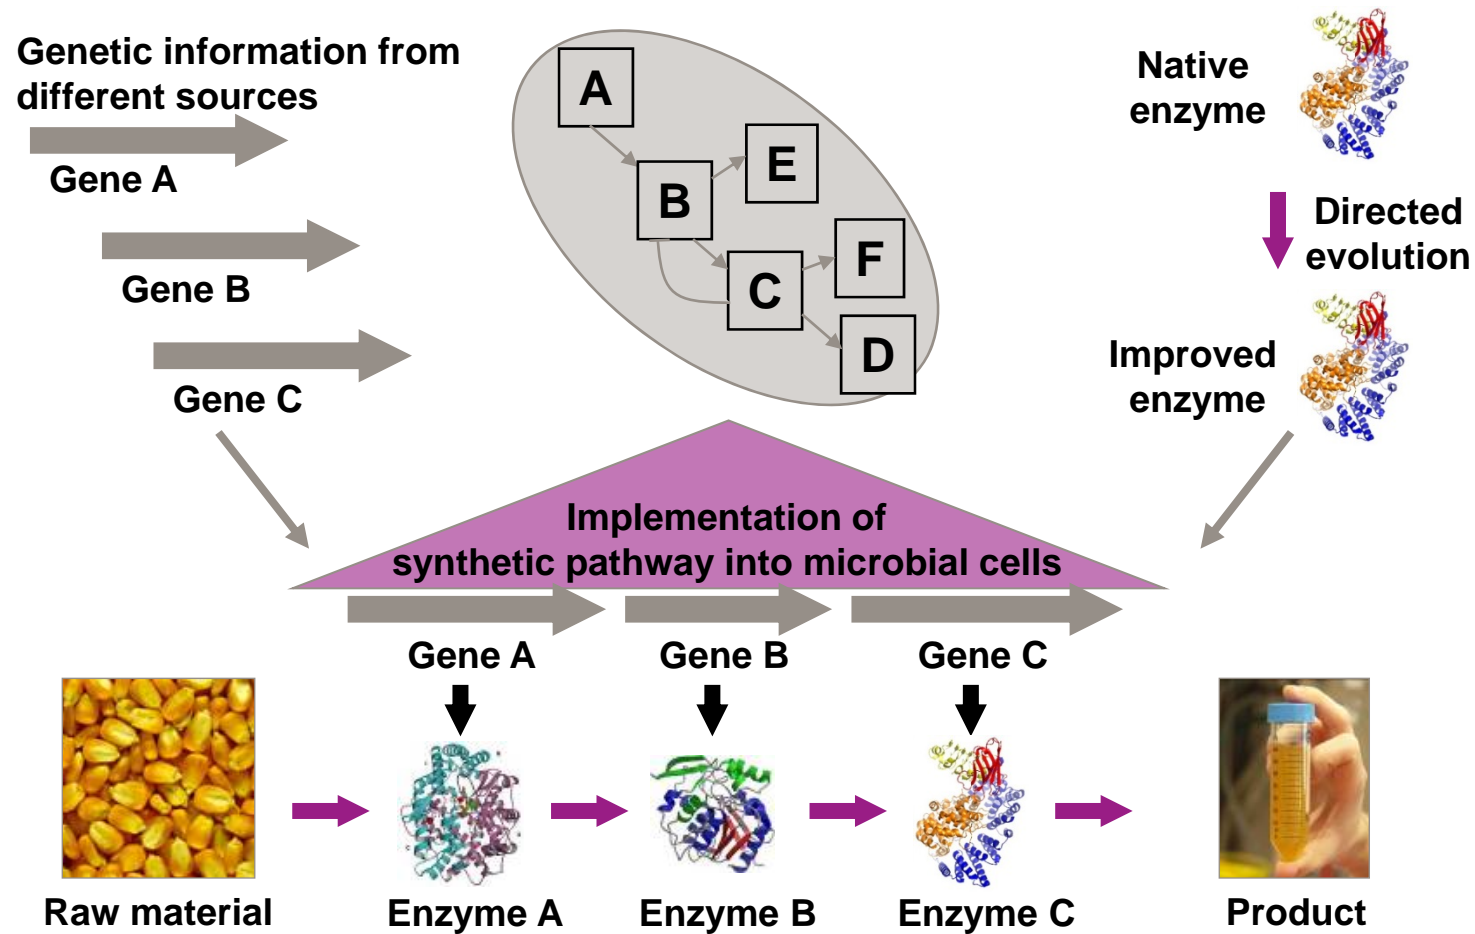 Genetic information from
different sources
Gene A
Gene B
Gene C
A
B
E
C
F
D
Native
enzyme
Directed
evolution
Improved
enzyme
Implementation of
synthetic pathway into microbial cells
Gene A
Gene B
Gene C
Raw material
Enzyme A
Enzyme B
Enzyme C
Product